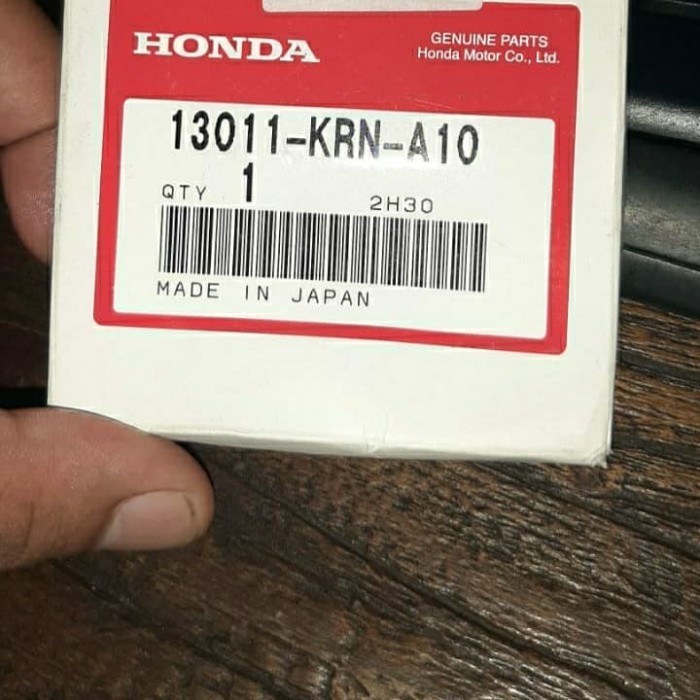 HONDA
GENUINE PARTS
Honda Motor Co., Ltd.
13011-KRN-A10
QTY 1 2H30
MADE IN JAPAN